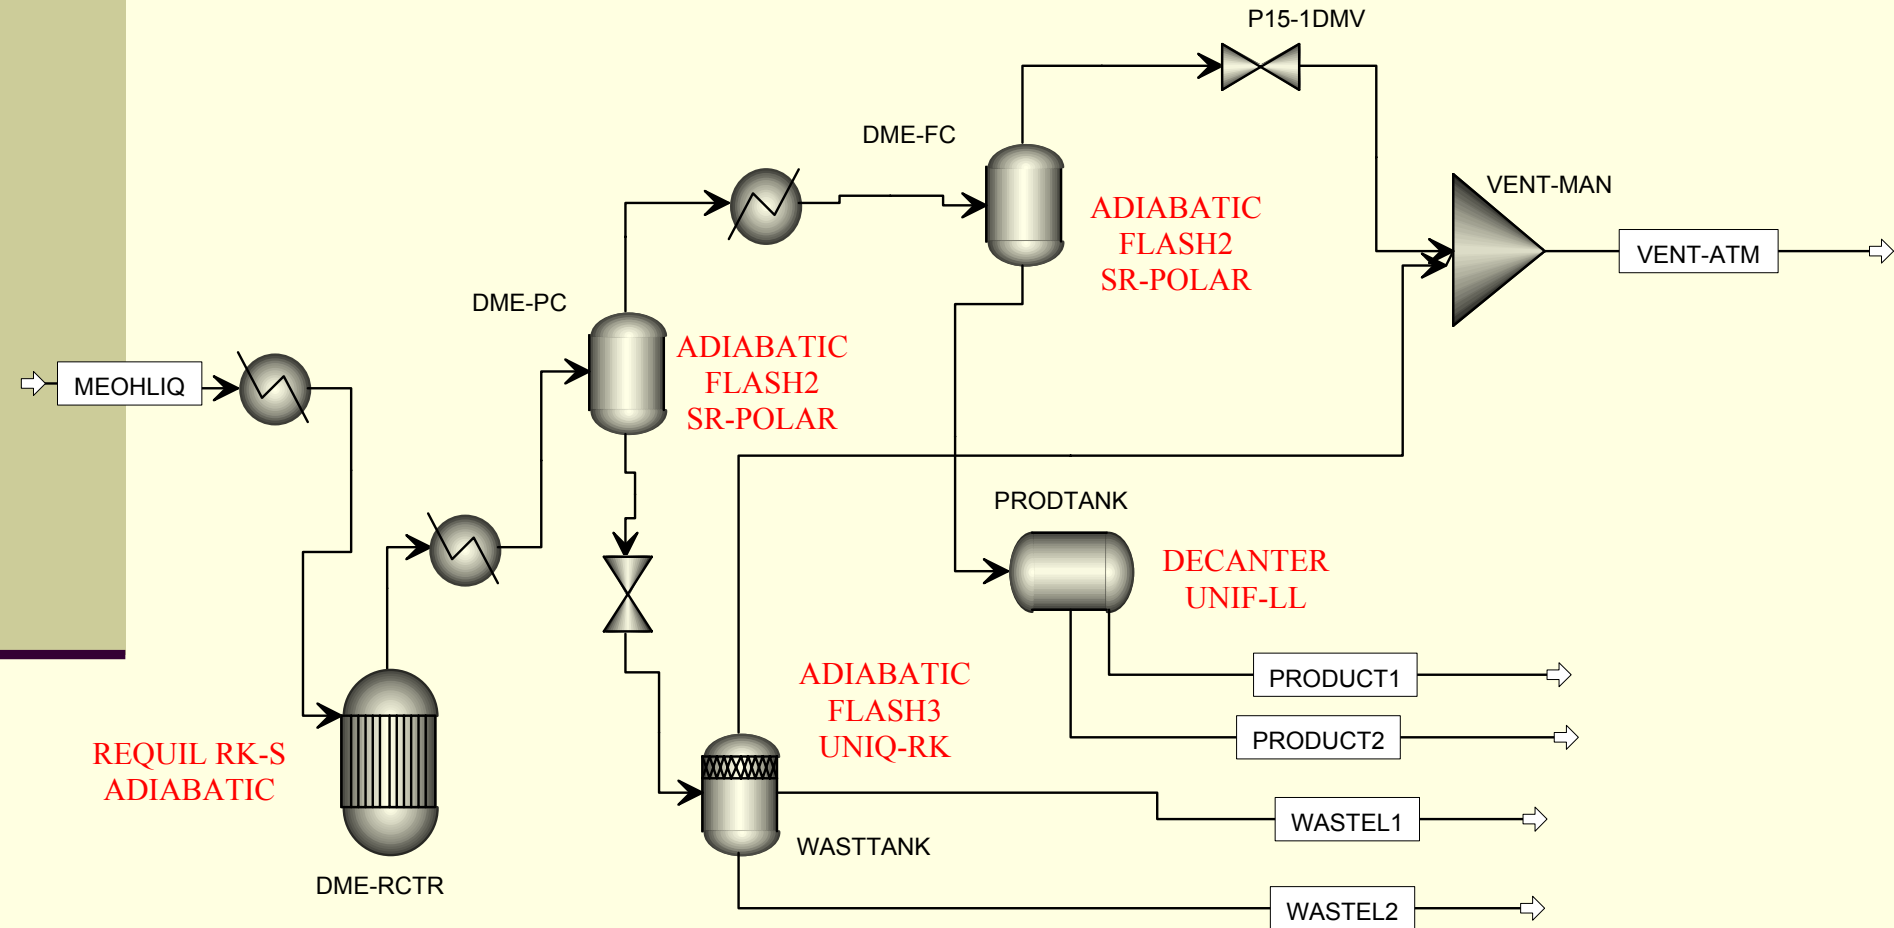 P15-1DMV
DME-FC
VENT-MAN
ADIABATIC
FLASH2
SR-POLAR
VENT-ATM
DME-PC
ADIABATIC
FLASH2
SR-POLAR
MEOHLIQ
PRODTANK
DECANTER
UNIF-LL
ADIABATIC
FLASH3
UNIQ-RK
PRODUCT1
PRODUCT2
REQUIL RK-S
ADIABATIC
WASTEL1
WASTTANK
DME-RCTR
WASTEL2